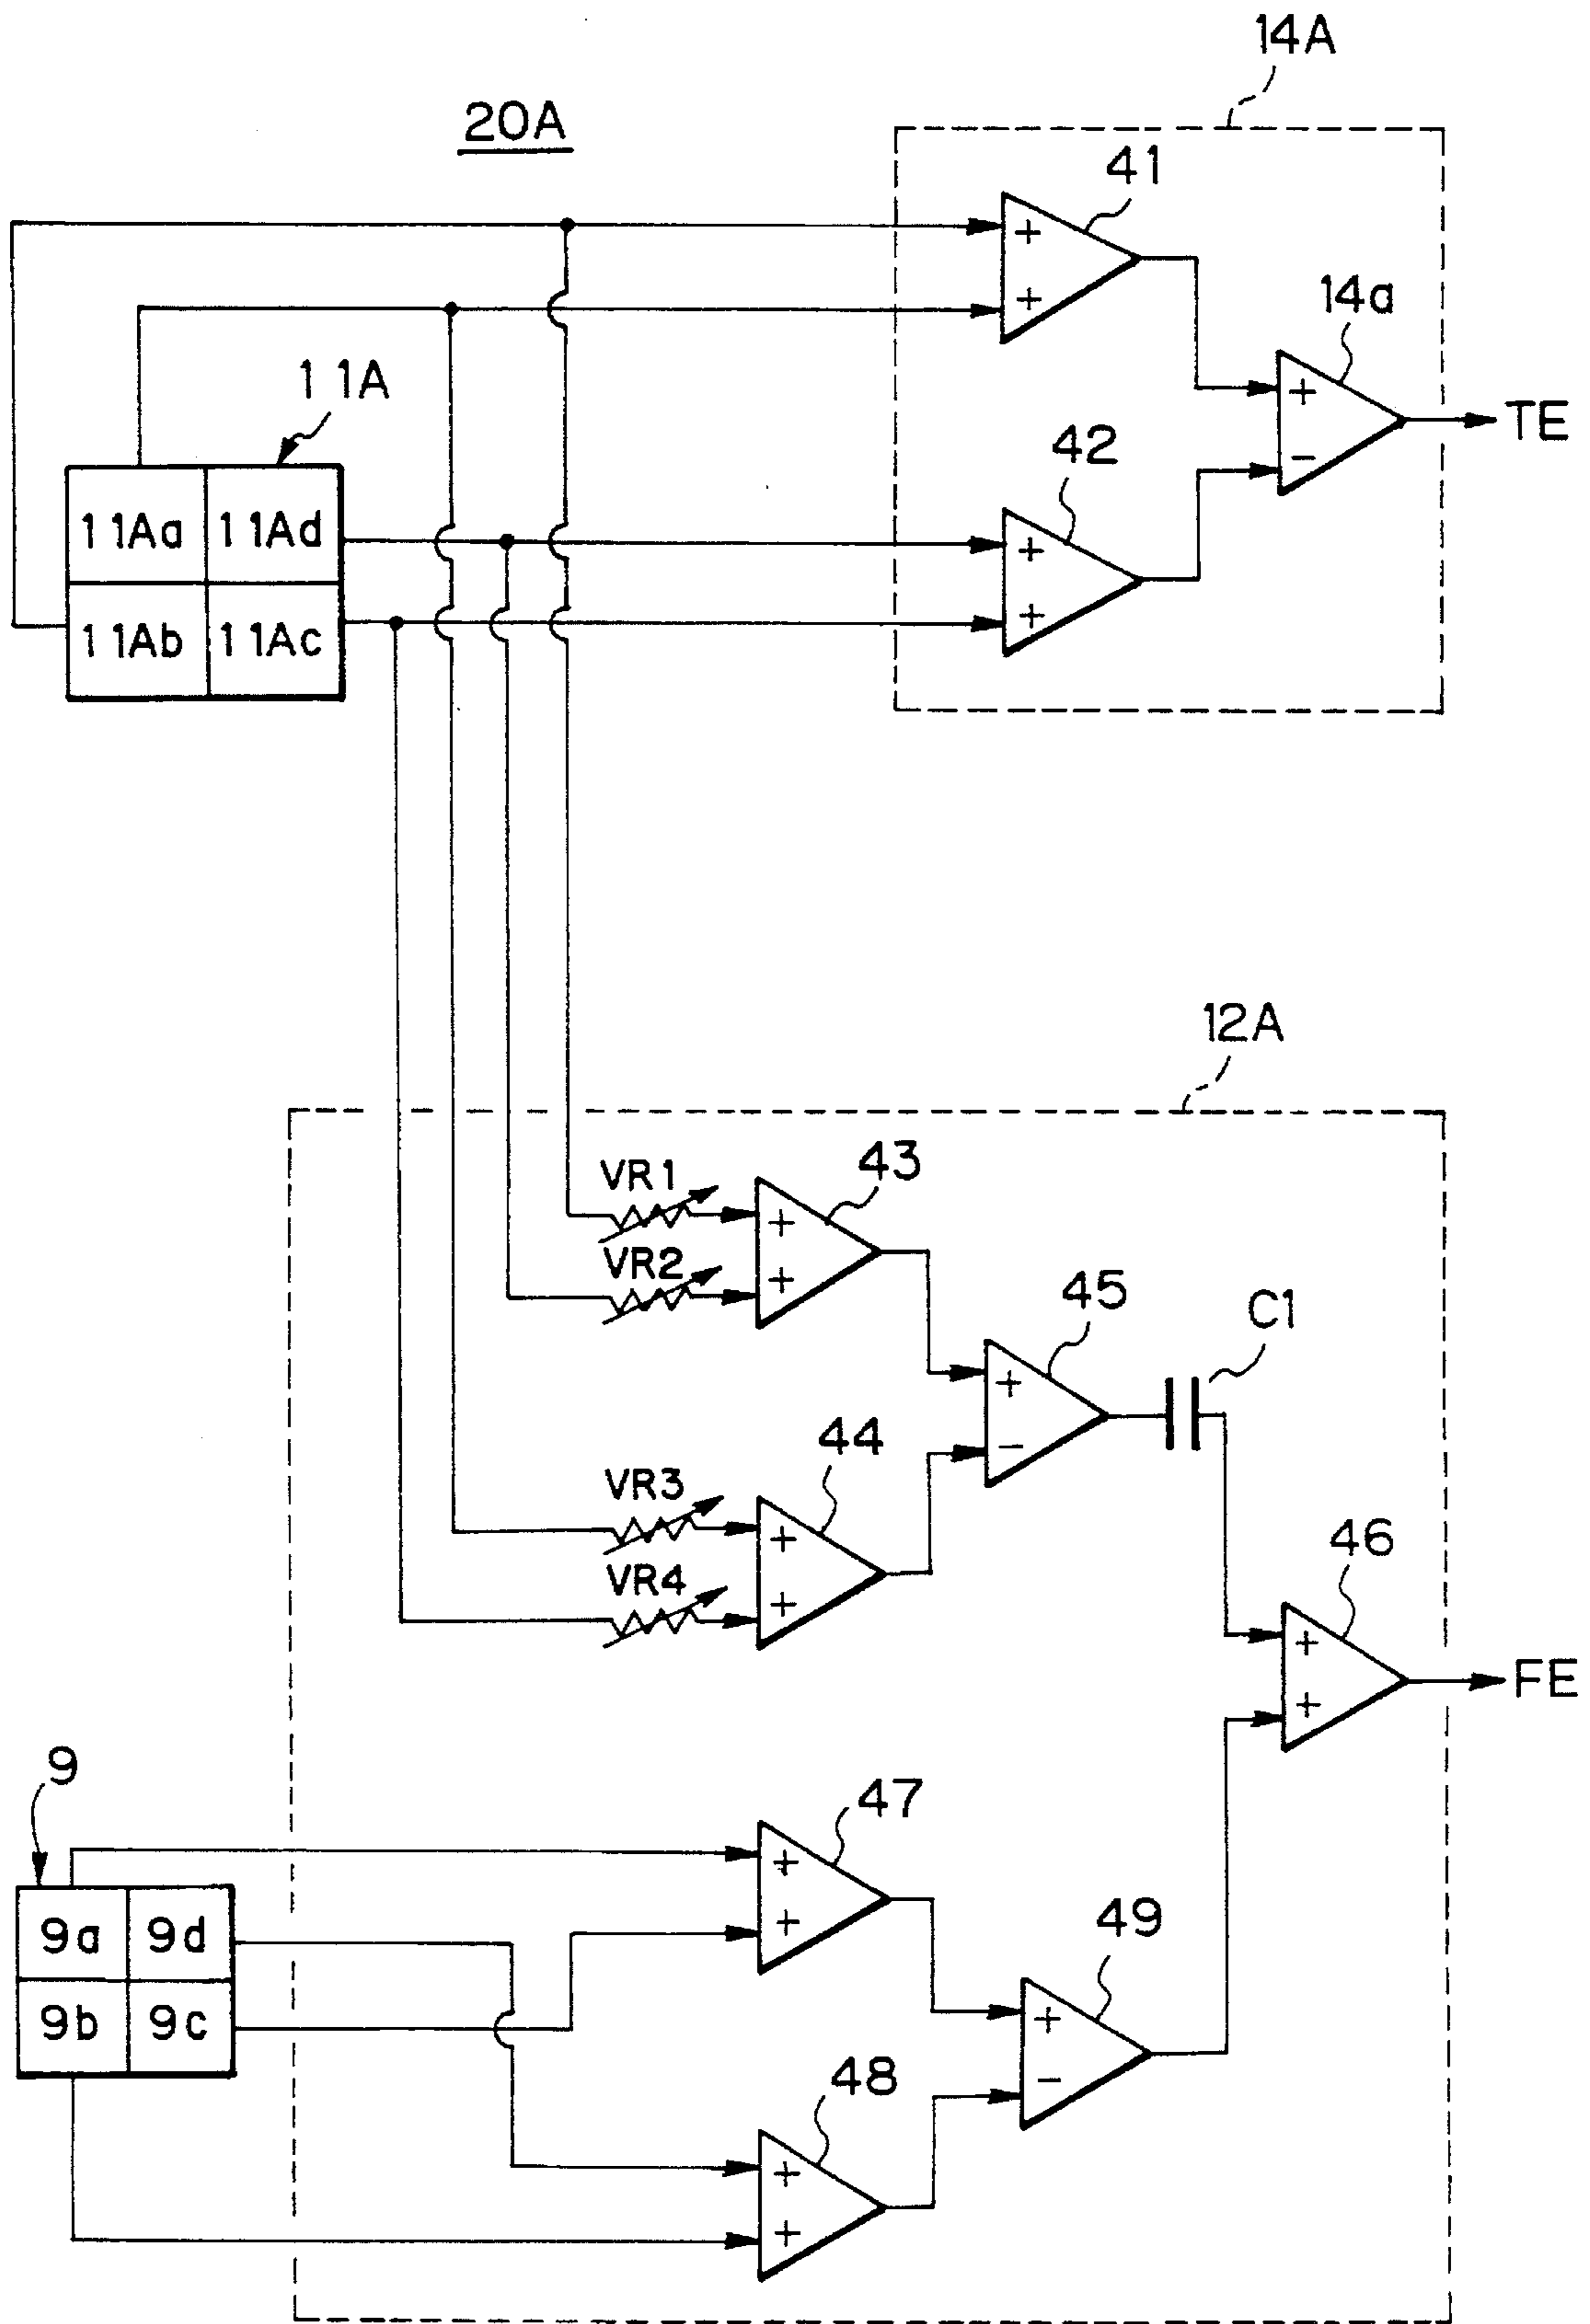 14A
20A
41
+
+
14a
11A
+
TE
−
42
11Aa 11Ad
+
11Ab 11Ac
+
12A
VR1
43
+
VR2
+
45
C1
+
44
−
VR3
+
46
VR4
+
+
FE
+
9
47
+
9a 9d
+
49
9b 9c
+
48
−
+
+